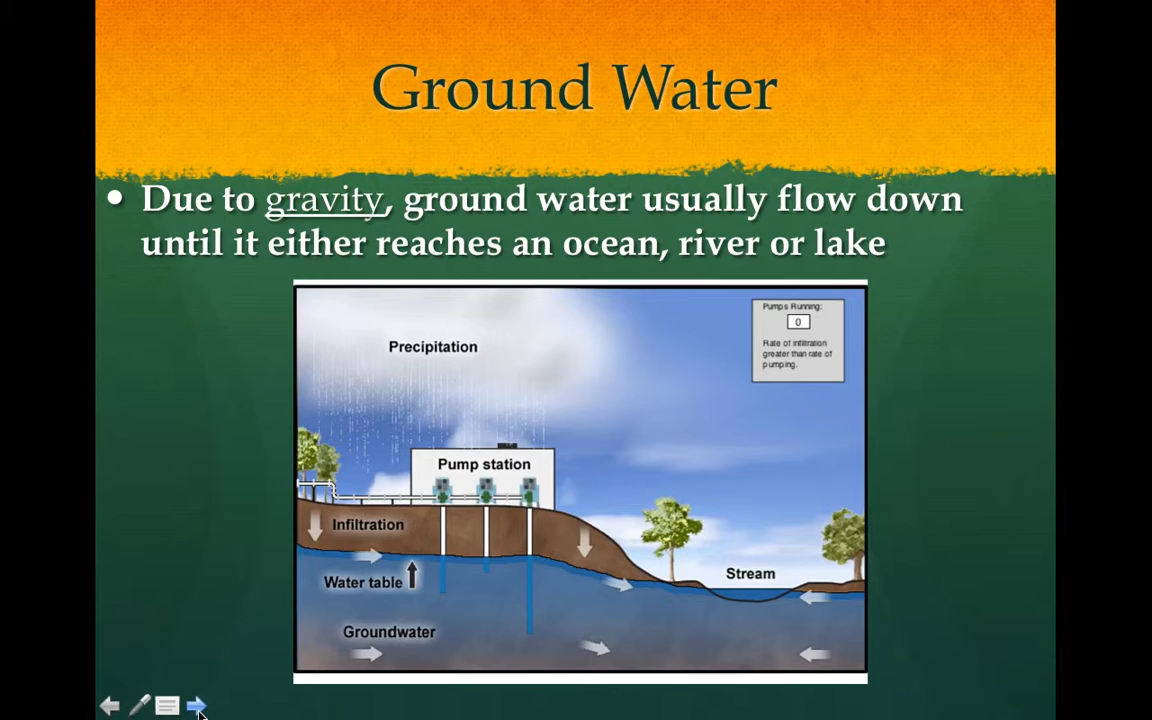 Ground Water
• Due to gravity, ground water usually flow down
until it either reaches an ocean, river or lake
Pumps Running:
0
Rate of infiltration
greater than rate of
pumping.
Precipitation
Pump station
Infiltration
Water table
Stream
Groundwater